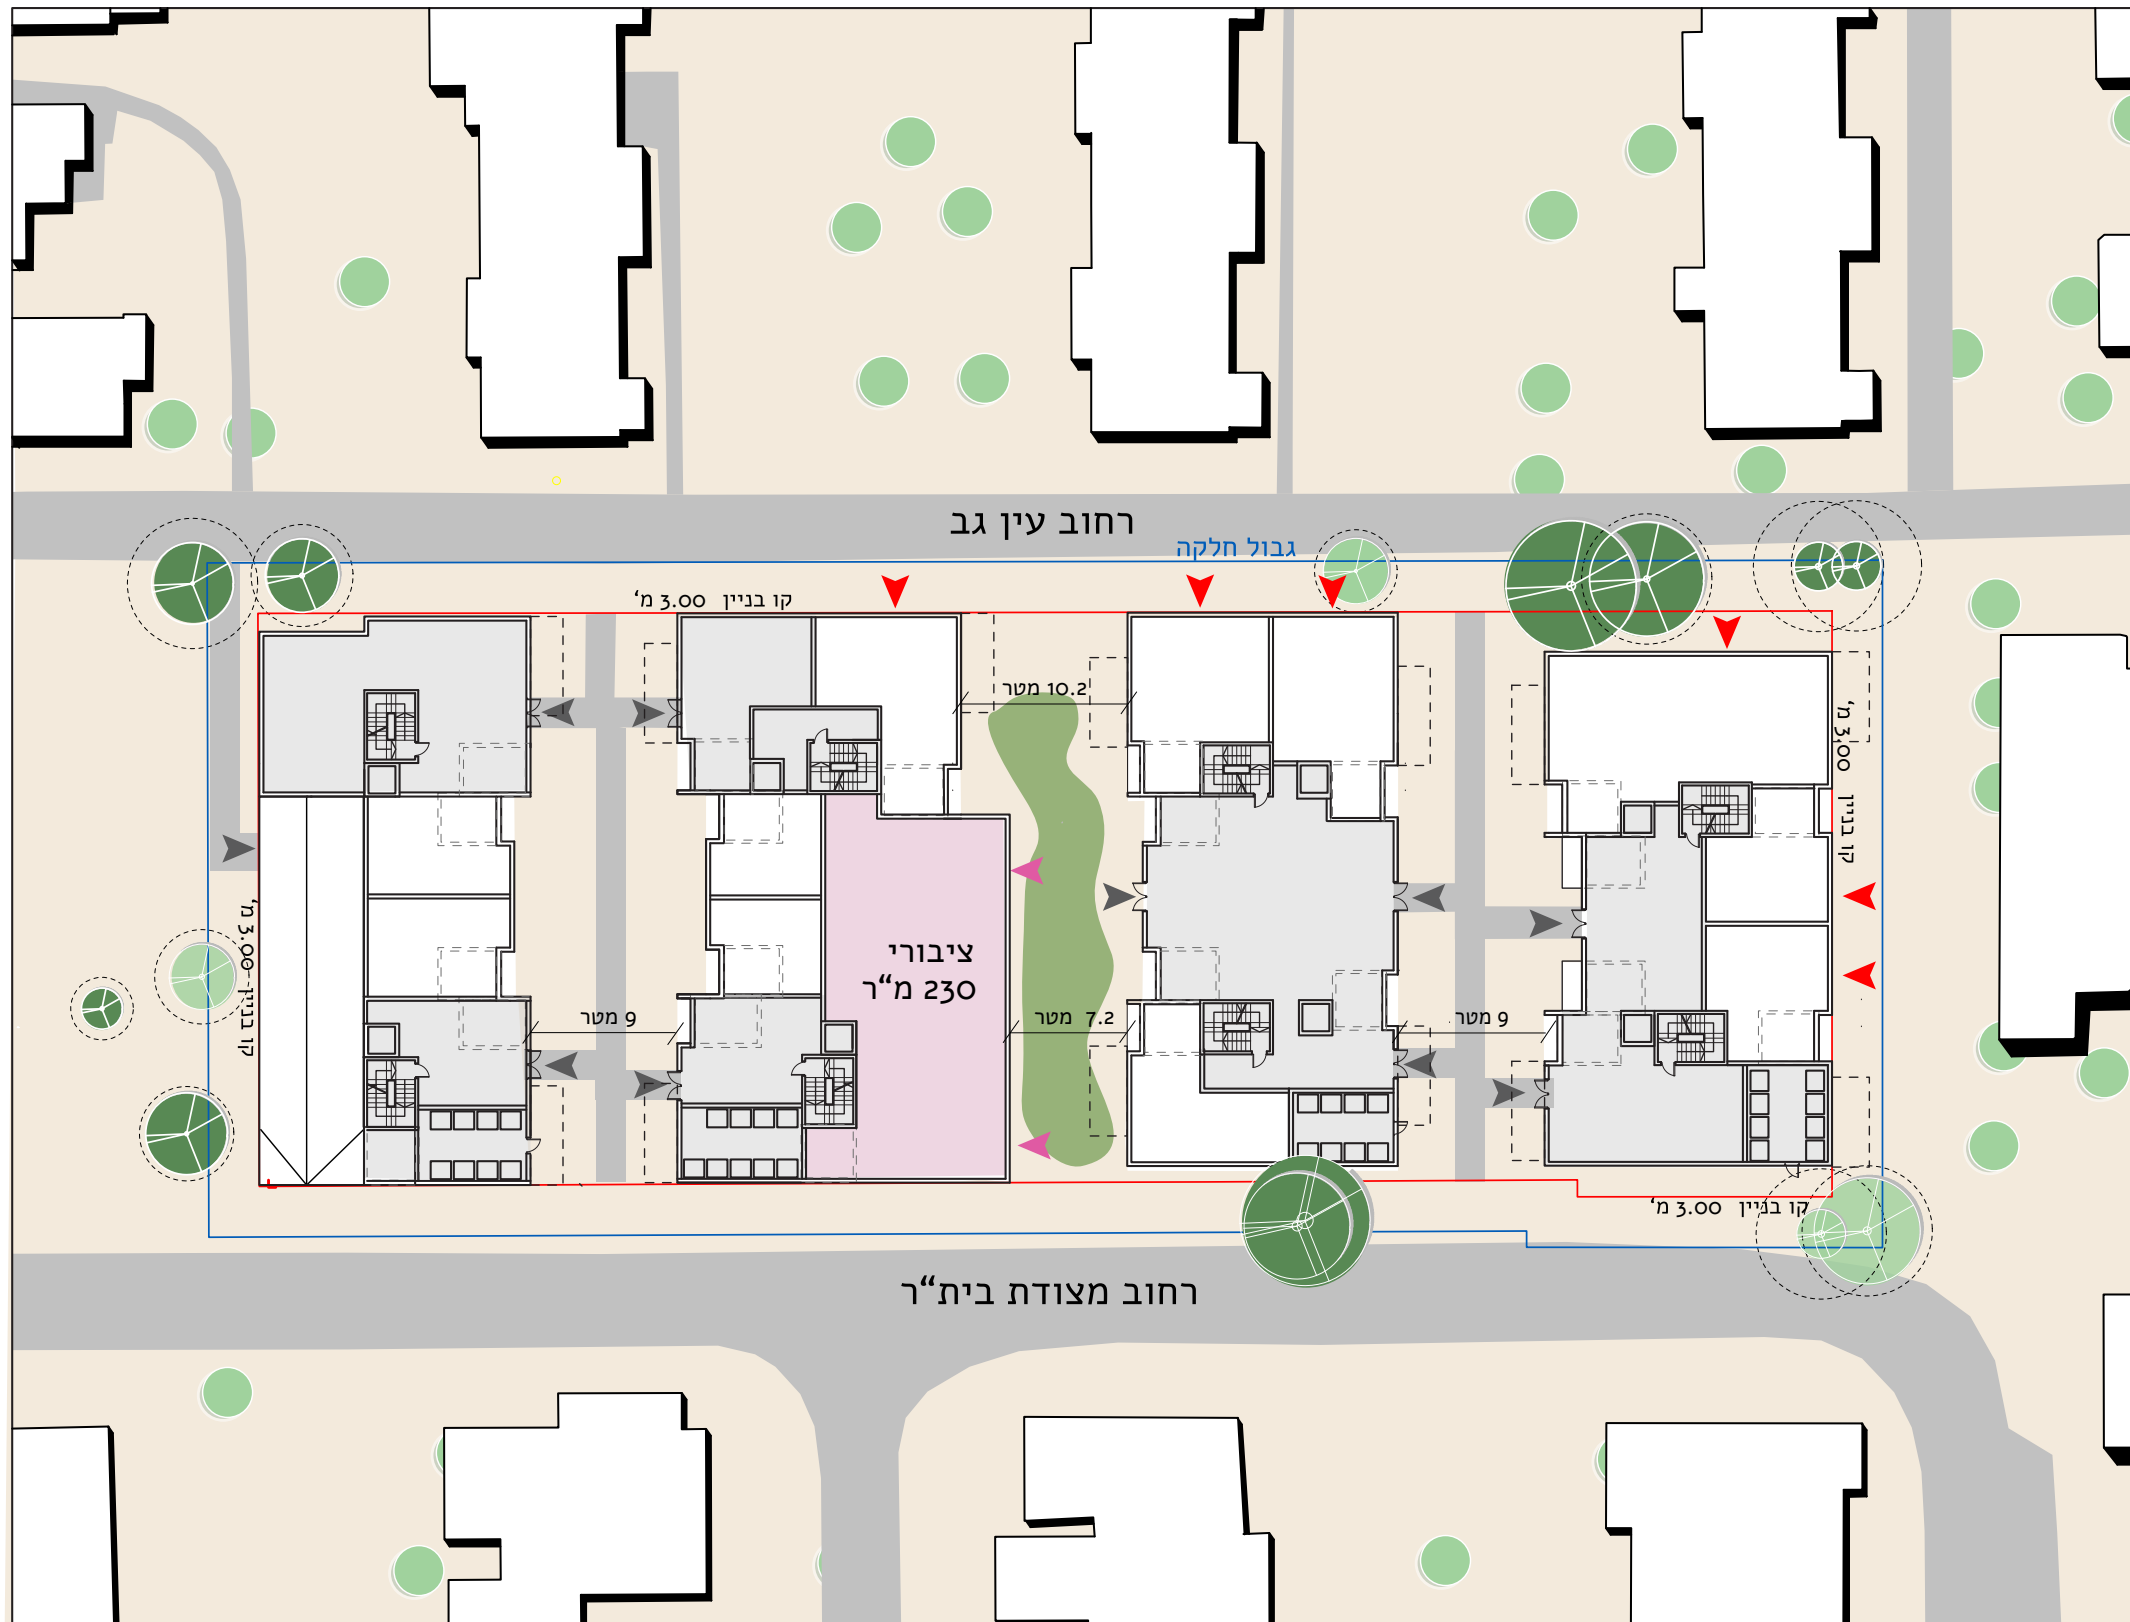 רחוב עין גב
גבול חלקה
קו בניין 3.00 מ'
10.2 מטר
קו בניין 3.00 מ'
קו בניין 3.00 מ'
ציבורי
230 מ"ר
9 מטר
7.2 מטר
9 מטר
קו בניין 3.00 מ'
רחוב מצודת בית"ר